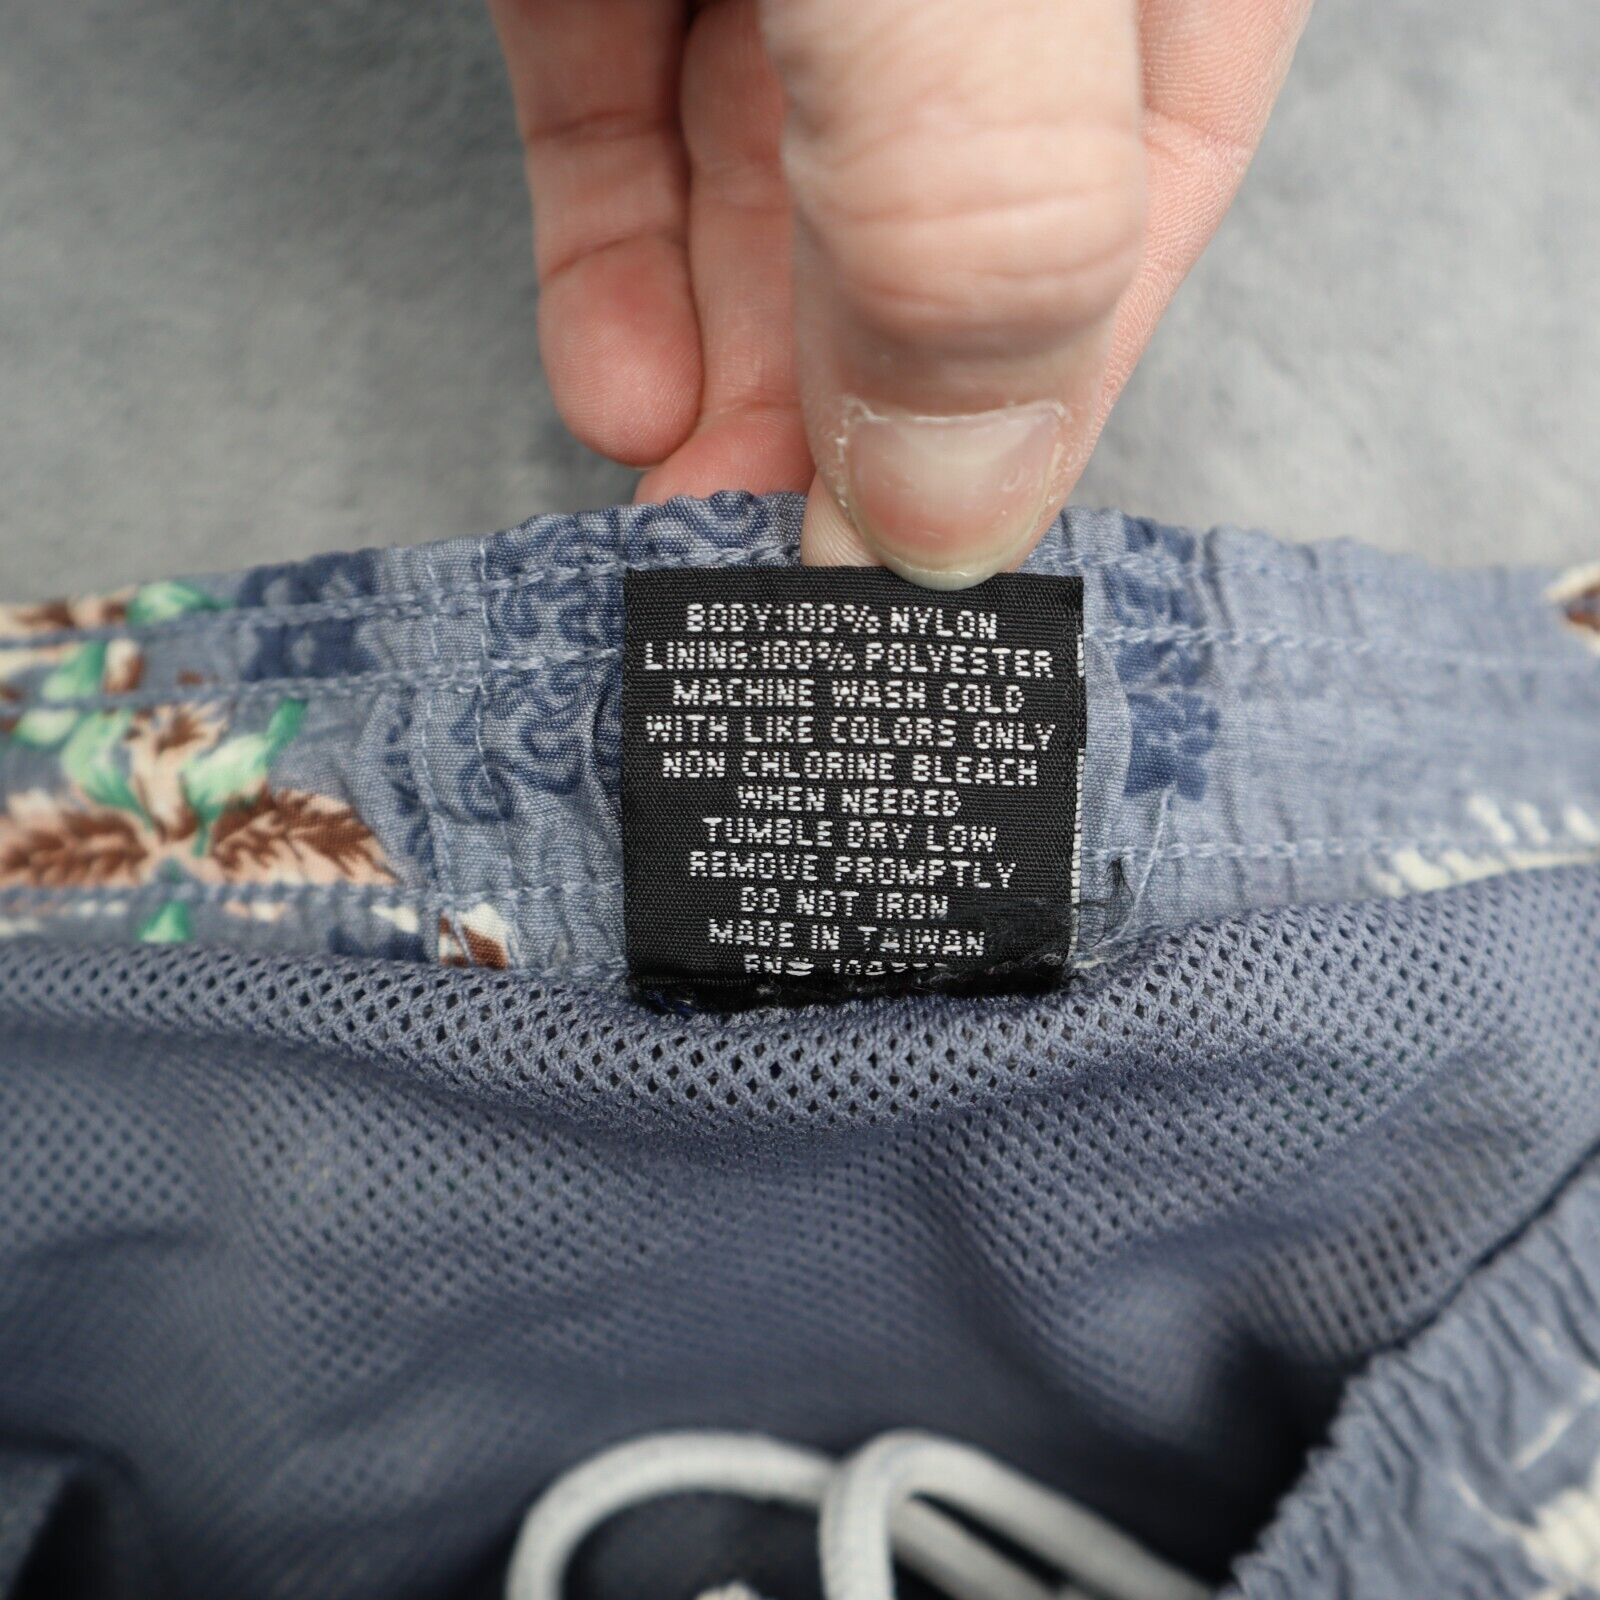 BODY:100% NYLON
LINING:100% POLYESTER
MACHINE WASH COLD
WITH LIKE COLORS ONLY
NON CHLORINE BLEACH
WHEN NEEDED
TUMBLE DRY LOW
REMOVE PROMPTLY
DO NOT IRON
MADE IN TAIWAN
RN#